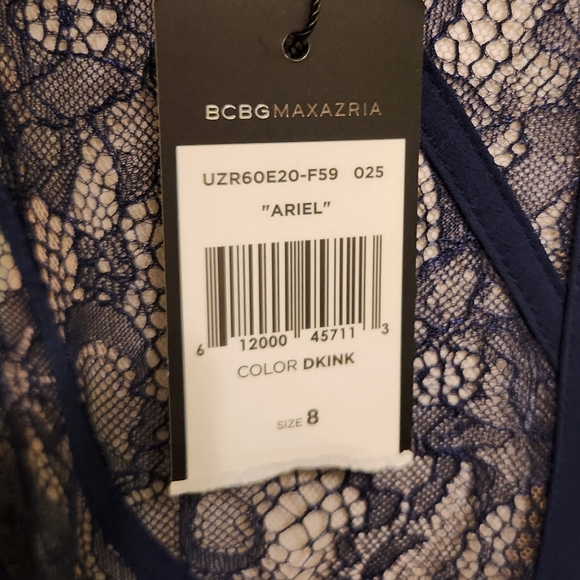 BCBGMAXAZRIA
UZR60E20-F59 025
"ARIEL"
6 12000 45711 3
COLOR DKINK
SIZE 8